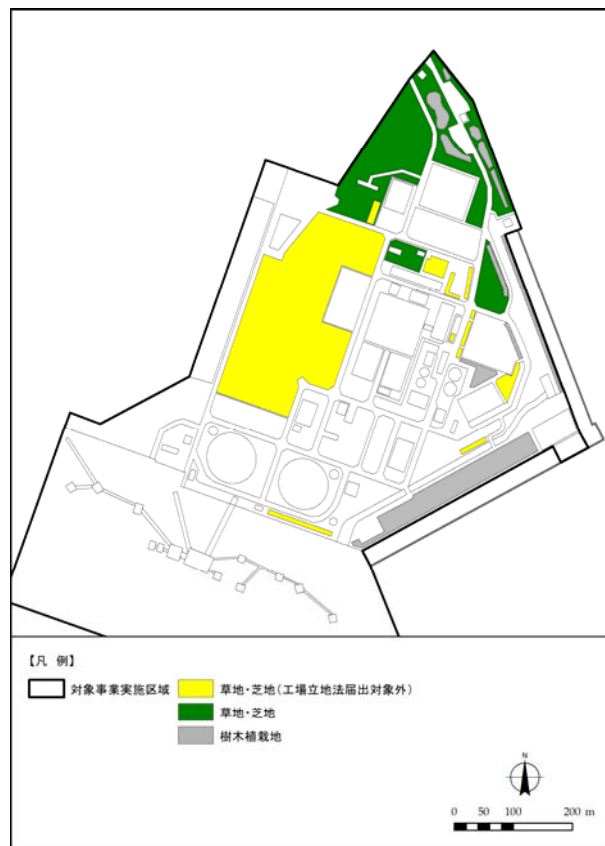 【凡 例】
対象事業実施区域
草地・芝地(工場立地法届出対象外)
草地・芝地
樹木植栽地
N
0 50 100 200 m